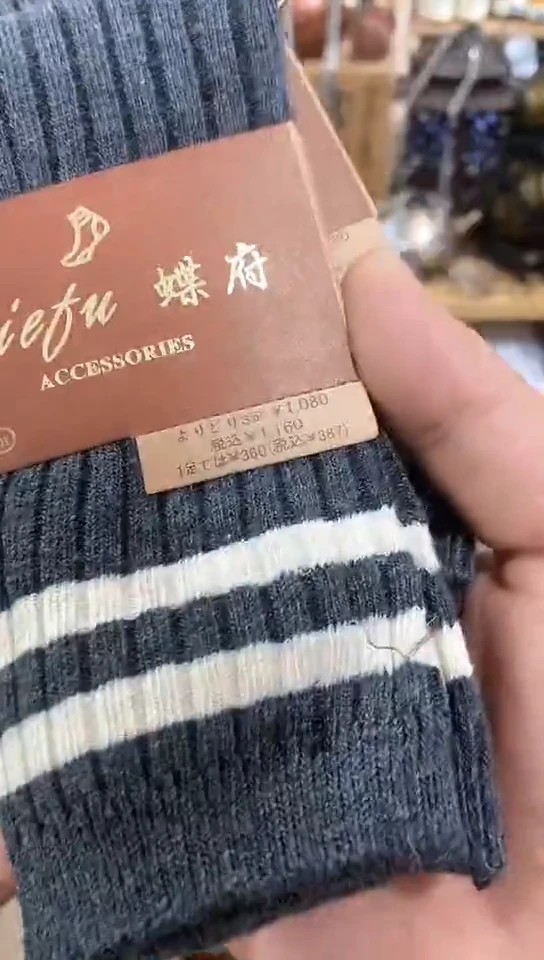 iefu 蝶府
ACCESSORIES
よりどり3点 ¥1,080
税込¥1,160
1足では¥360(税込¥387)